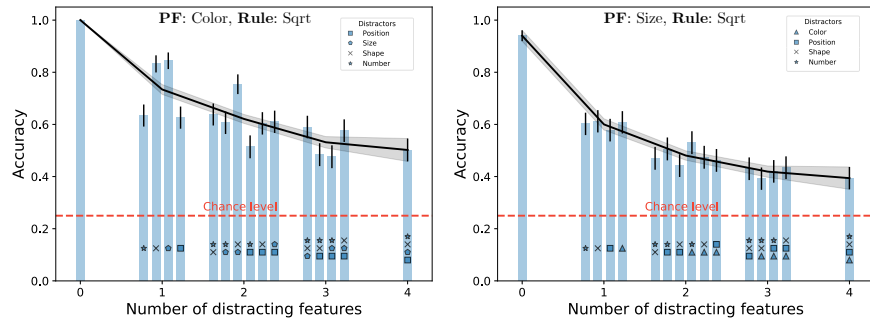 PF: Color, Rule: Sqrt
Distractors
Position
Size
Shape
Number
Accuracy
1.0
0.8
0.6
0.4
0.2
0.0
Chance level
0 1 2 3 4
Number of distracting features
PF: Size, Rule: Sqrt
Distractors
Color
Position
Shape
Number
Accuracy
1.0
0.8
0.6
0.4
0.2
0.0
Chance level
0 1 2 3 4
Number of distracting features